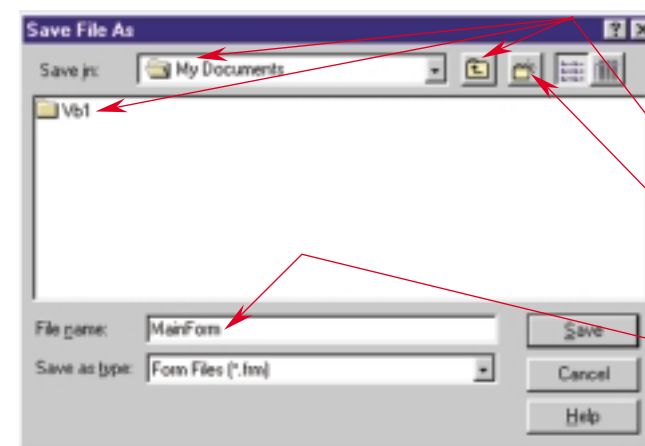 Save File As
Save in: My Documents
Vb1
File name: MainForm Save
Save as type: Form Files (*.frm) Cancel
Help